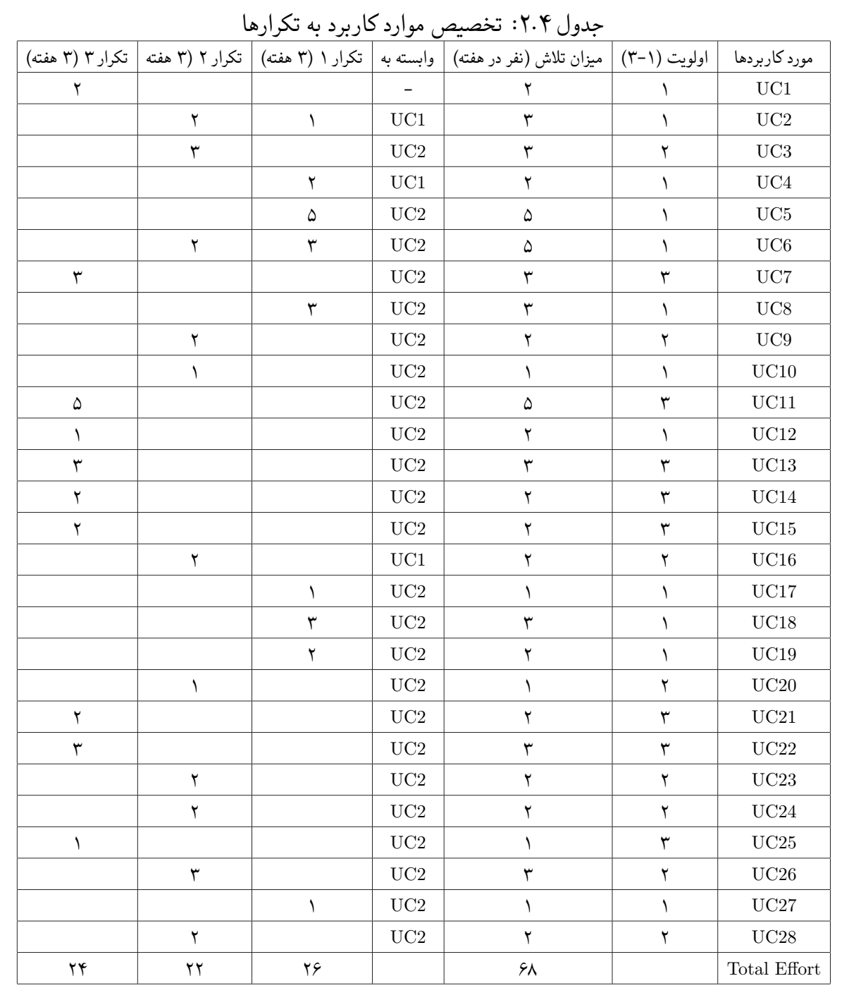 جدول ۲.۴: تخصیص موارد کاربرد به تکرارها
مورد کاربردها اولویت (۱-۳) میزان تلاش (نفر در هفته) وابسته به تکرار ۱ (۳ هفته) تکرار ۲ (۳ هفته تکرار ۳ (۳ هفته)
UC1 ۱ ۲ - ۲
UC2 ۱ ۳ UC1 ۱ ۲
UC3 ۲ ۳ UC2 ۳
UC4 ۱ ۲ UC1 ۲
UC5 ۱ ۵ UC2 ۵
UC6 ۱ ۵ UC2 ۳ ۲
UC7 ۳ ۳ UC2 ۳
UC8 ۱ ۳ UC2 ۳
UC9 ۲ ۲ UC2 ۲
UC10 ۱ ۱ UC2 ۱
UC11 ۳ ۵ UC2 ۵
UC12 ۱ ۲ UC2 ۱
UC13 ۳ ۳ UC2 ۳
UC14 ۳ ۲ UC2 ۲
UC15 ۳ ۲ UC2 ۲
UC16 ۲ ۲ UC1 ۲
UC17 ۱ ۱ UC2 ۱
UC18 ۱ ۳ UC2 ۳
UC19 ۱ ۲ UC2 ۲
UC20 ۲ ۱ UC2 ۱
UC21 ۳ ۲ UC2 ۲
UC22 ۳ ۳ UC2 ۳
UC23 ۲ ۲ UC2 ۲
UC24 ۲ ۲ UC2 ۲
UC25 ۳ ۱ UC2 ۱
UC26 ۲ ۳ UC2 ۳
UC27 ۱ ۱ UC2 ۱
UC28 ۲ ۲ UC2 ۲
Total Effort ۶۸ ۲۶ ۲۲ ۲۴